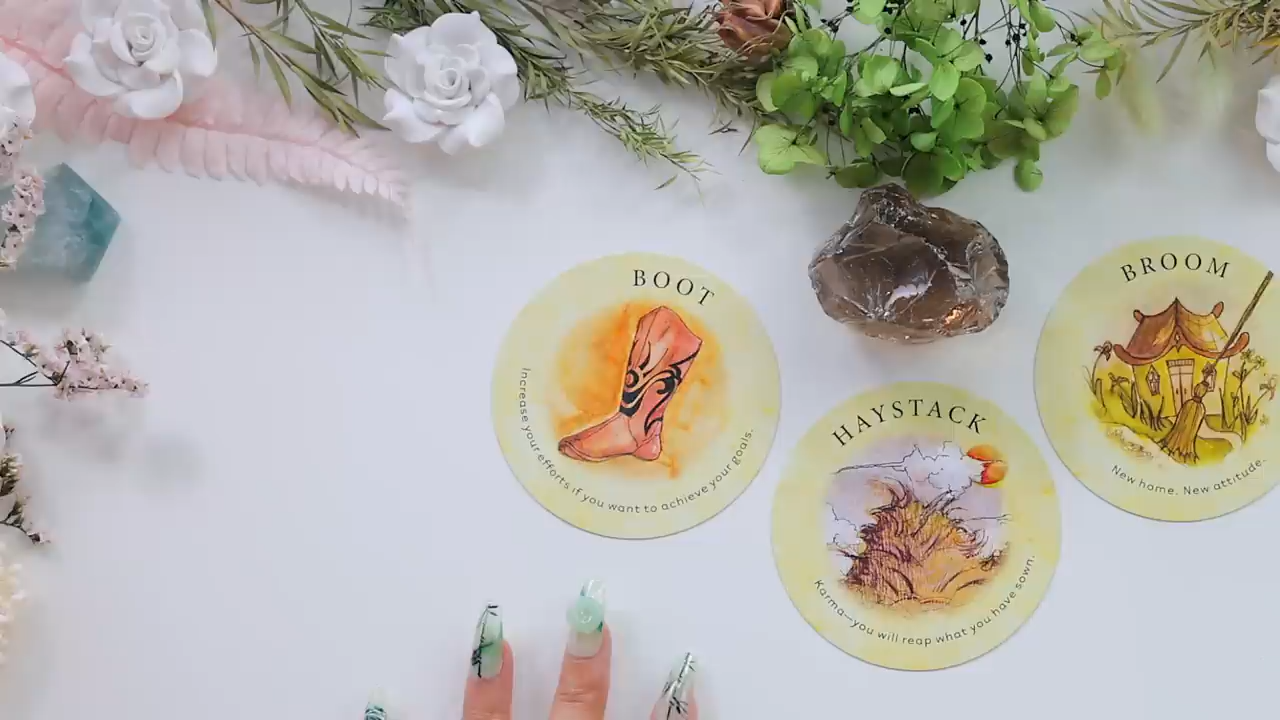 BOOT
Increase your efforts if you want to achieve your goals.
HAYSTACK
Karma—you will reap what you have sown.
BROOM
New home. New attitude.